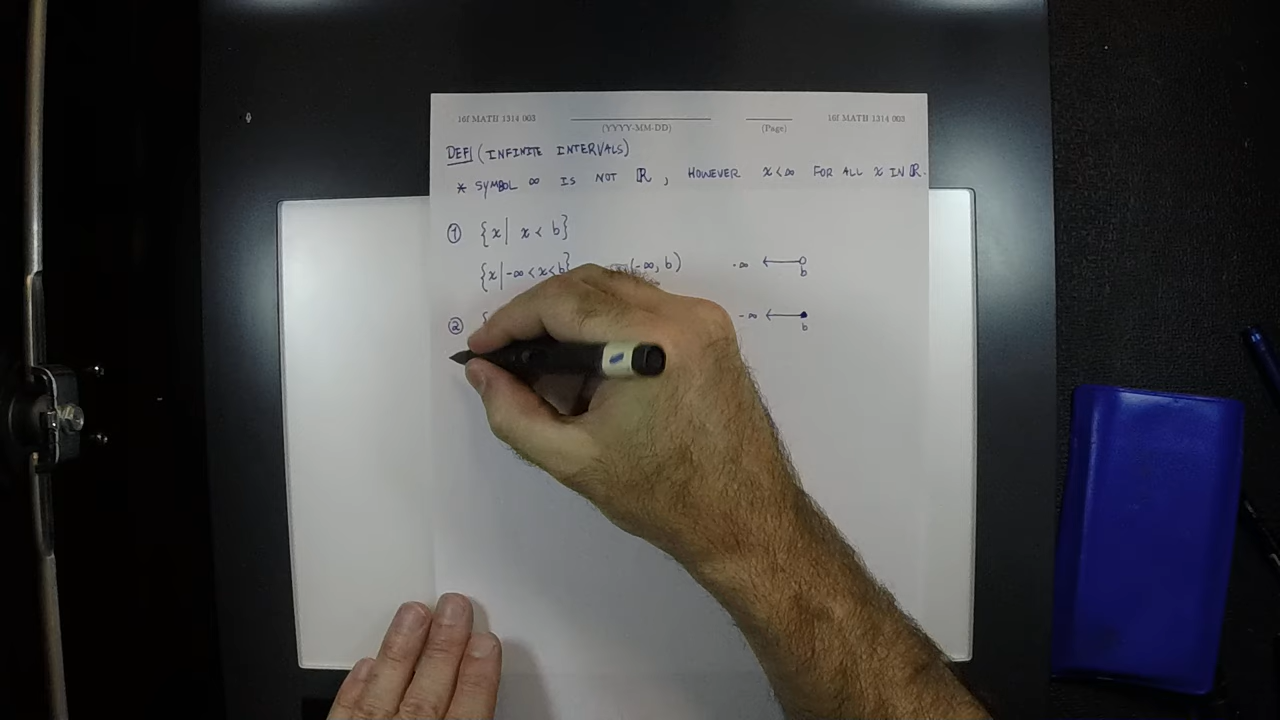 16f MATH 1314 003 (YYYY-MM-DD) (Page) 16f MATH 1314 003
DEF (INFINITE INTERVALS)
* SYMBOL ∞ IS NOT ℝ, HOWEVER x < ∞ FOR ALL x IN ℝ.
① {x| x < b}
{x|-∞ < x < b} (-∞, b) -∞ b
② { -∞ b